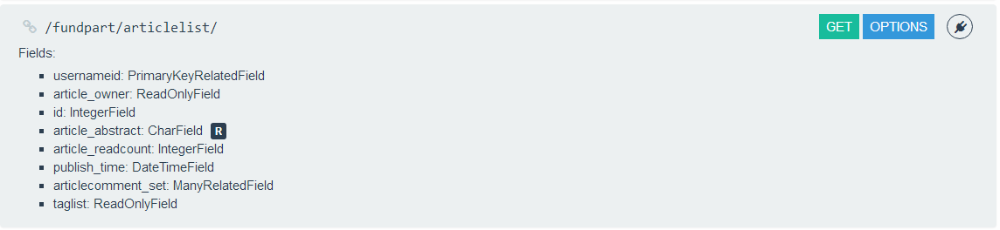 /fundpart/articlelist/ GET OPTIONS
Fields:
usernameid: PrimaryKeyRelatedField
article_owner: ReadOnlyField
id: IntegerField
article_abstract: CharField R
article_readcount: IntegerField
publish_time: DateTimeField
articlecomment_set: ManyRelatedField
taglist: ReadOnlyField